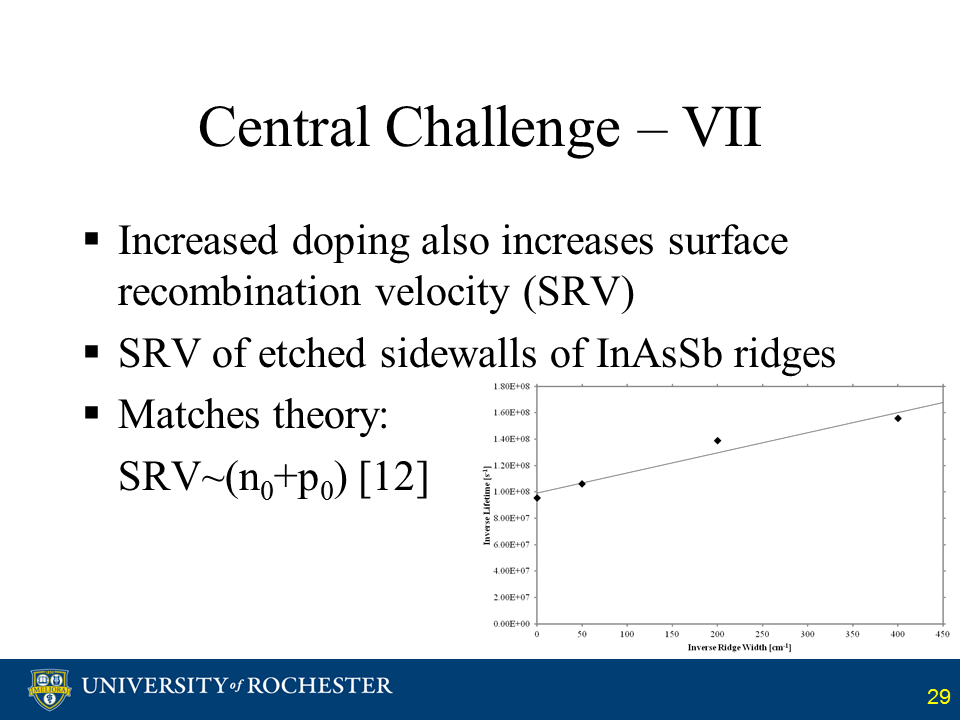 Central Challenge – VII
▪ Increased doping also increases surface
recombination velocity (SRV)
▪ SRV of etched sidewalls of InAsSb ridges
▪ Matches theory:
SRV~(n₀+p₀) [12]
Inverse Lifetime [s⁻¹]
1.80E+08
1.60E+08
1.40E+08
1.20E+08
1.00E+08
8.00E+07
6.00E+07
4.00E+07
2.00E+07
0.00E+00
0 50 100 150 200 250 300 350 400 450
Inverse Ridge Width [cm⁻¹]
MELIORA
UNIVERSITY of ROCHESTER
29